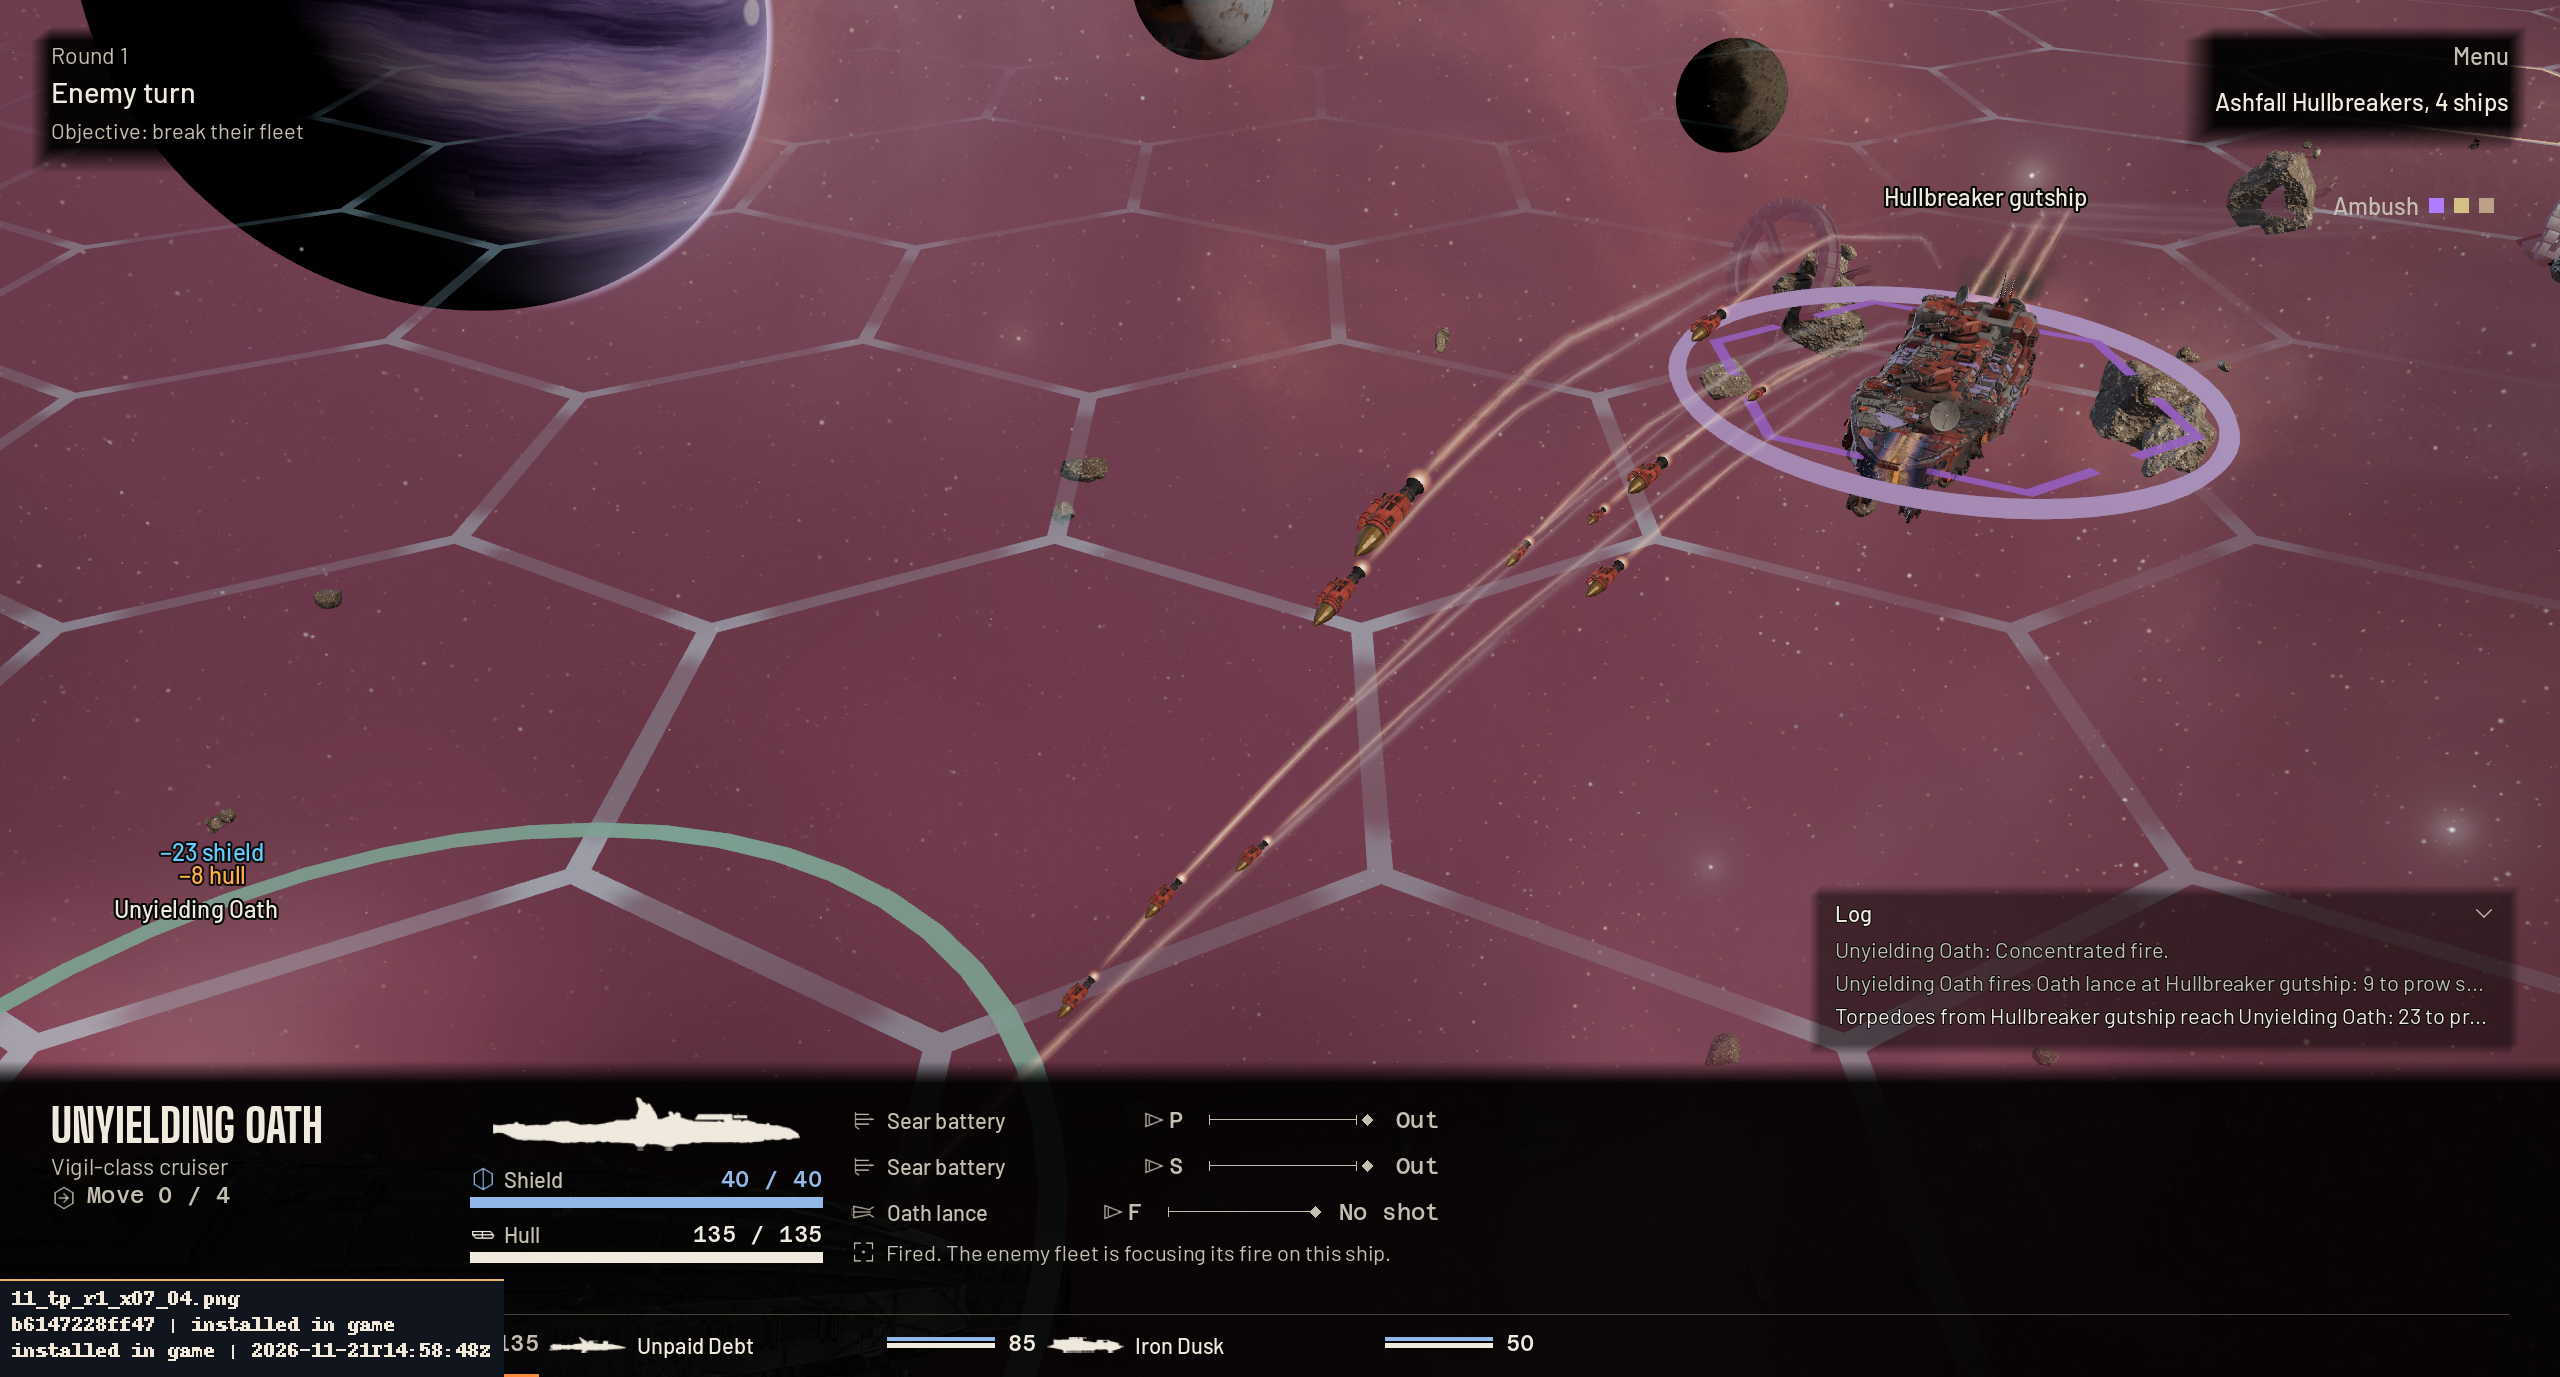 Round 1
Enemy turn
Objective: break their fleet
Menu
Ashfall Hullbreakers, 4 ships
Hullbreaker gutship
Ambush
−23 shield
−8 hull
Unyielding Oath
Log
Unyielding Oath: Concentrated fire.
Unyielding Oath fires Oath lance at Hullbreaker gutship: 9 to prow s...
Torpedoes from Hullbreaker gutship reach Unyielding Oath: 23 to pr...
UNYIELDING OATH
Vigil-class cruiser
Move 0 / 4
Shield 40 / 40
Hull 135 / 135
Sear battery P Out
Sear battery S Out
Oath lance F No shot
Fired. The enemy fleet is focusing its fire on this ship.
11_tp_r1_x07_04.png
b6147228ff47 | installed in game
installed in game | 2026-11-21r14:58:48z
135 Unpaid Debt 85 Iron Dusk 50